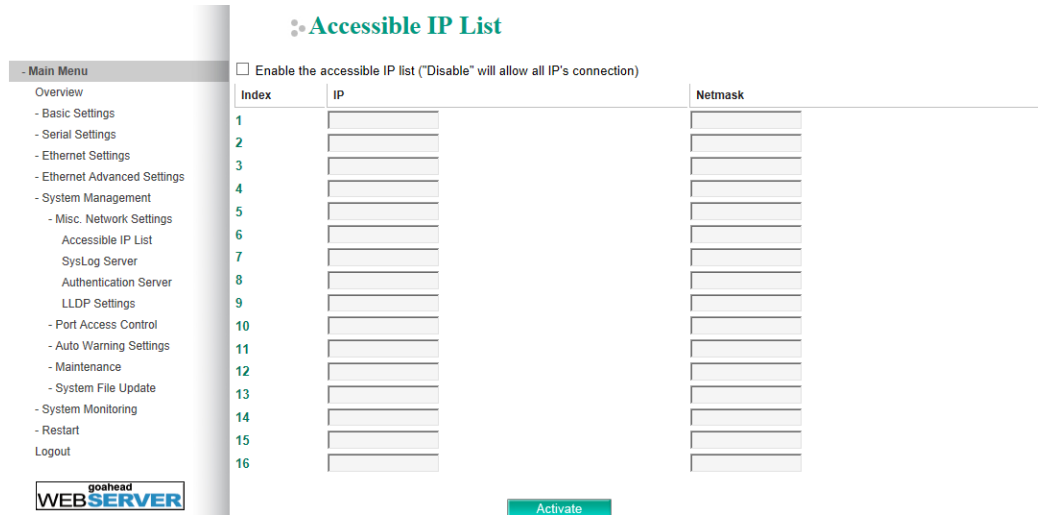 Accessible IP List
- Main Menu
Overview
- Basic Settings
- Serial Settings
- Ethernet Settings
- Ethernet Advanced Settings
- System Management
- Misc. Network Settings
Accessible IP List
SysLog Server
Authentication Server
LLDP Settings
- Port Access Control
- Auto Warning Settings
- Maintenance
- System File Update
- System Monitoring
- Restart
Logout
goahead
WEBSERVER
Enable the accessible IP list ("Disable" will allow all IP's connection)
Index IP Netmask
1
2
3
4
5
6
7
8
9
10
11
12
13
14
15
16
Activate